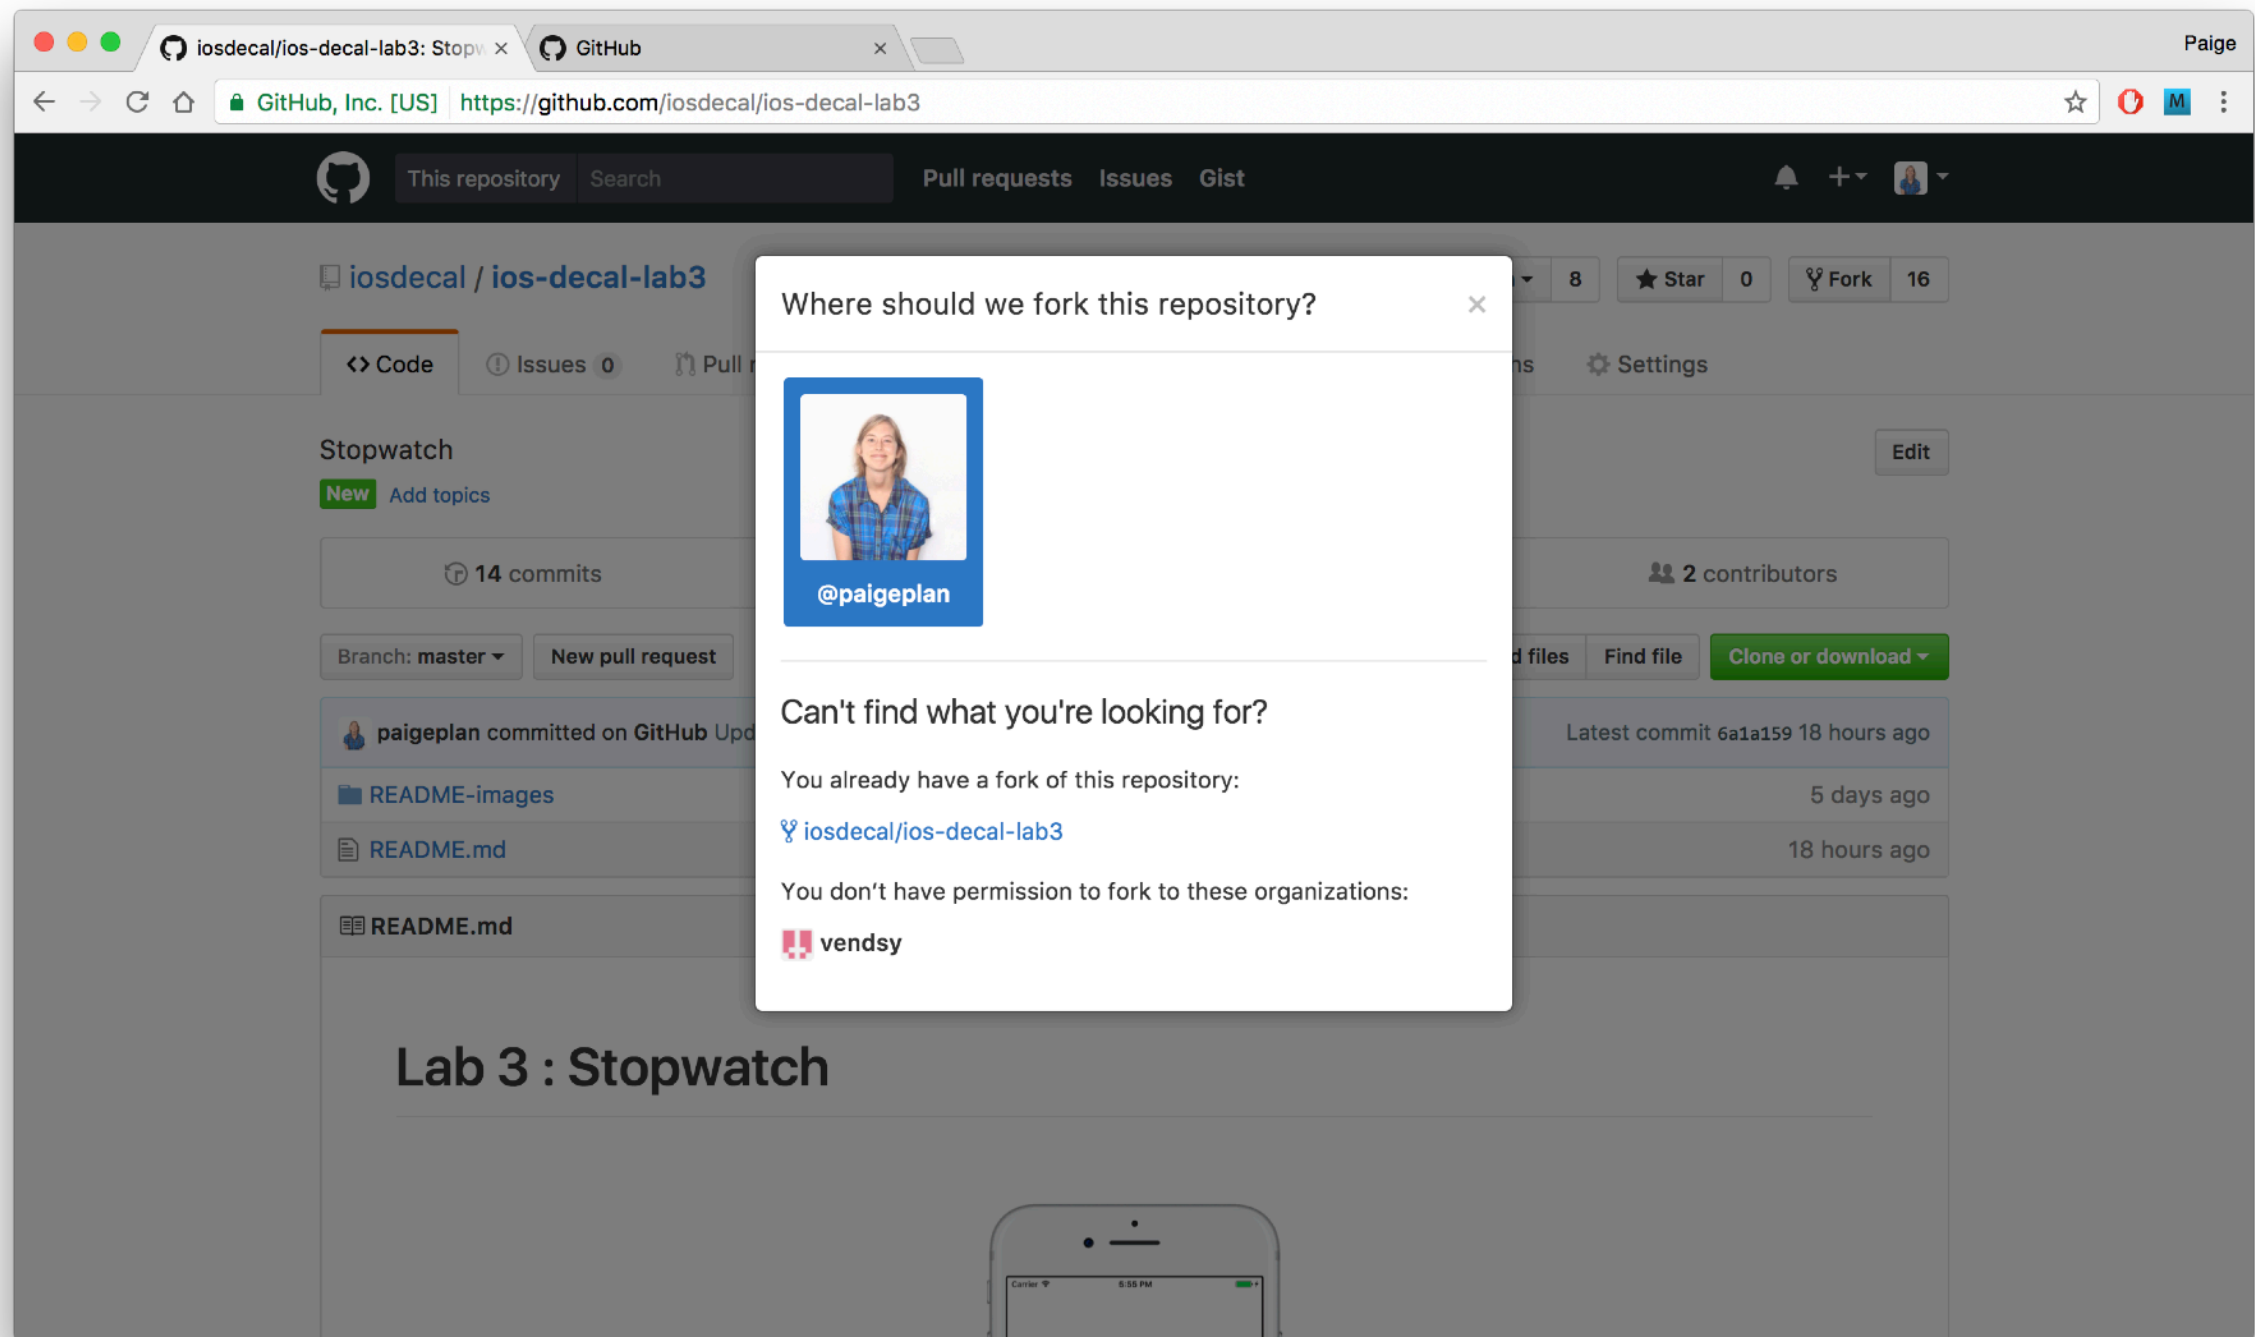 iosdecal/ios-decal-lab3: Stopw
GitHub
Paige
GitHub, Inc. [US] https://github.com/iosdecal/ios-decal-lab3
M
This repository Search Pull requests Issues Gist
iosdecal / ios-decal-lab3
8 Star 0 Fork 16
Code Issues 0 Pull Settings
Stopwatch
Edit
New Add topics
14 commits
2 contributors
Branch: master New pull request
files Find file Clone or download
paigeplan committed on GitHub Upd
Latest commit 6a1a159 18 hours ago
README-images 5 days ago
README.md 18 hours ago
README.md
Lab 3 : Stopwatch
Carrier 5:55 PM
Where should we fork this repository?
@paigeplan
Can't find what you're looking for?
You already have a fork of this repository:
iosdecal/ios-decal-lab3
You don't have permission to fork to these organizations:
vendsy